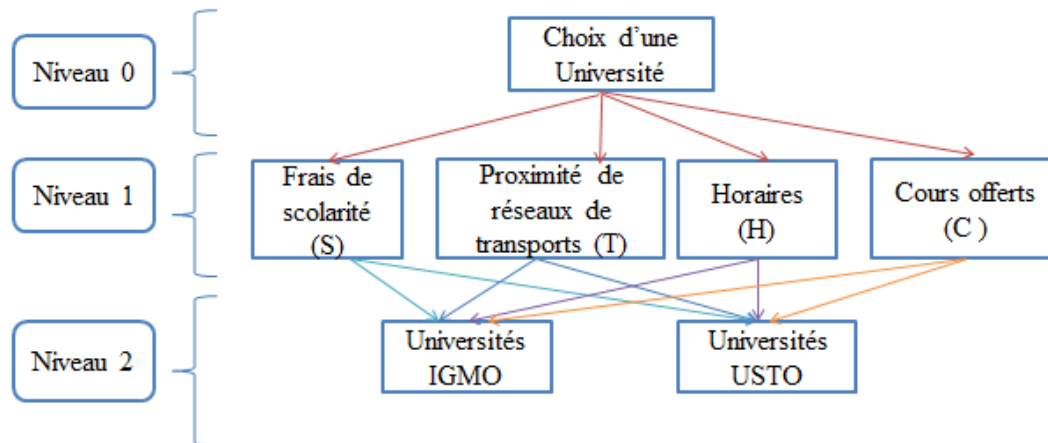 Niveau 0
Choix d'une
Université
Niveau 1
Frais de
scolarité
(S)
Proximité de
réseaux de
transports (T)
Horaires
(H)
Cours offerts
(C )
Niveau 2
Universités
IGMO
Universités
USTO